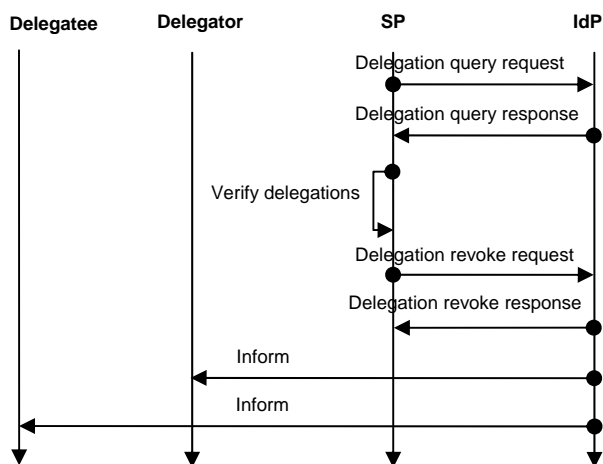 Delegatee Delegator SP IdP
Delegation query request
Delegation query response
Verify delegations
Delegation revoke request
Delegation revoke response
Inform
Inform